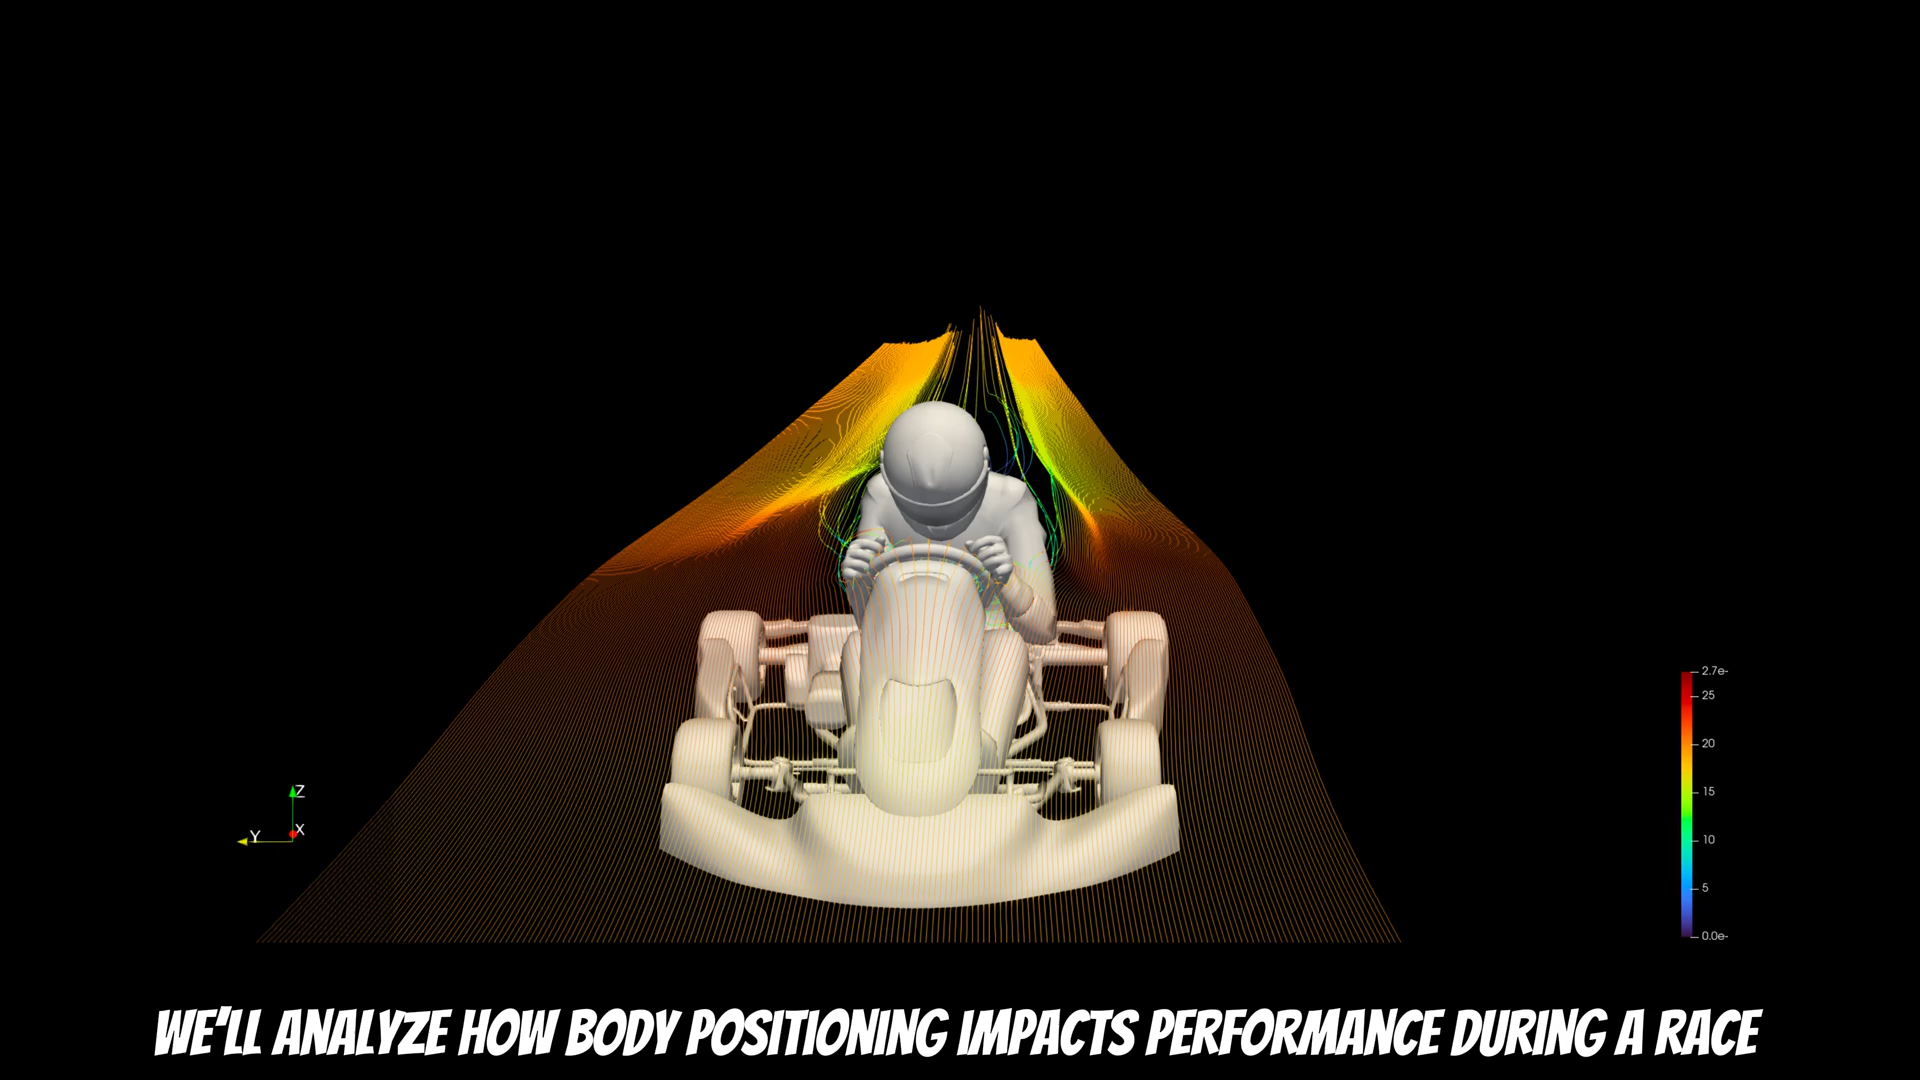 2.7e-
25
20
15
10
5
0.0e-
Z
Y
X
WE'LL ANALYZE HOW BODY POSITIONING IMPACTS PERFORMANCE DURING A RACE